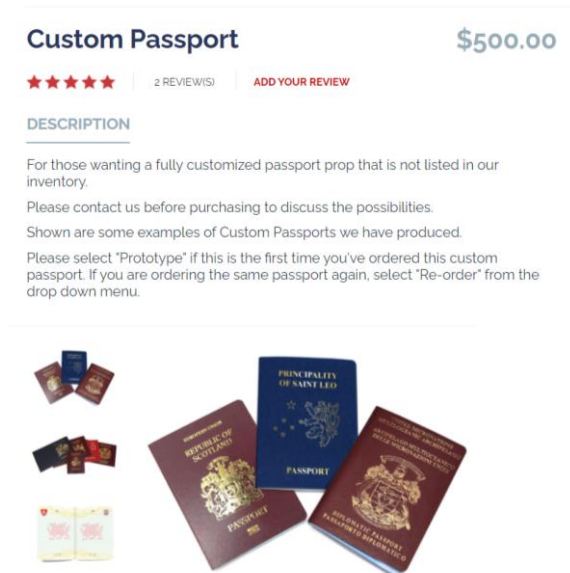 Custom Passport
$500.00
2 REVIEW(S)
ADD YOUR REVIEW
DESCRIPTION
For those wanting a fully customized passport prop that is not listed in our
inventory.
Please contact us before purchasing to discuss the possibilities.
Shown are some examples of Custom Passports we have produced.
Please select "Prototype" if this is the first time you've ordered this custom
passport. If you are ordering the same passport again, select "Re-order" from the
drop down menu.
PRINCIPALITY
OF SAINT LEO
PASSPORT
EUROPEAN UNION
REPUBLIC OF
SCOTLAND
PASSPORT
DIPLOMATIC PASSPORT
PASSAPORTO DIPLOMATICO